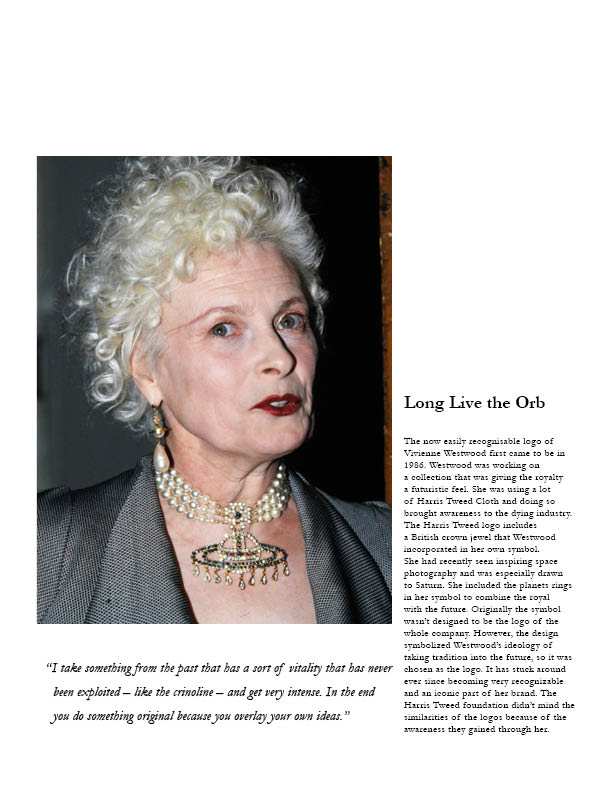 Long Live the Orb
The now easily recognisable logo of
Vivienne Westwood first came to be in
1986. Westwood was working on
a collection that was giving the royalty
a futuristic feel. She was using a lot
of Harris Tweed Cloth and doing so
brought awareness to the dying industry.
The Harris Tweed logo includes
a British crown jewel that Westwood
incorporated in her own symbol.
She had recently seen inspiring space
photography and was especially drawn
to Saturn. She included the planets rings
in her symbol to combine the royal
with the future. Originally the symbol
wasn’t designed to be the logo of the
whole company. However, the design
symbolized Westwood’s ideology of
taking tradition into the future, so it was
chosen as the logo. It has stuck around
ever since becoming very recognizable
and an iconic part of her brand. The
Harris Tweed foundation didn’t mind the
similarities of the logos because of the
awareness they gained through her.
“I take something from the past that has a sort of vitality that has never
been exploited – like the crinoline – and get very intense. In the end
you do something original because you overlay your own ideas.”